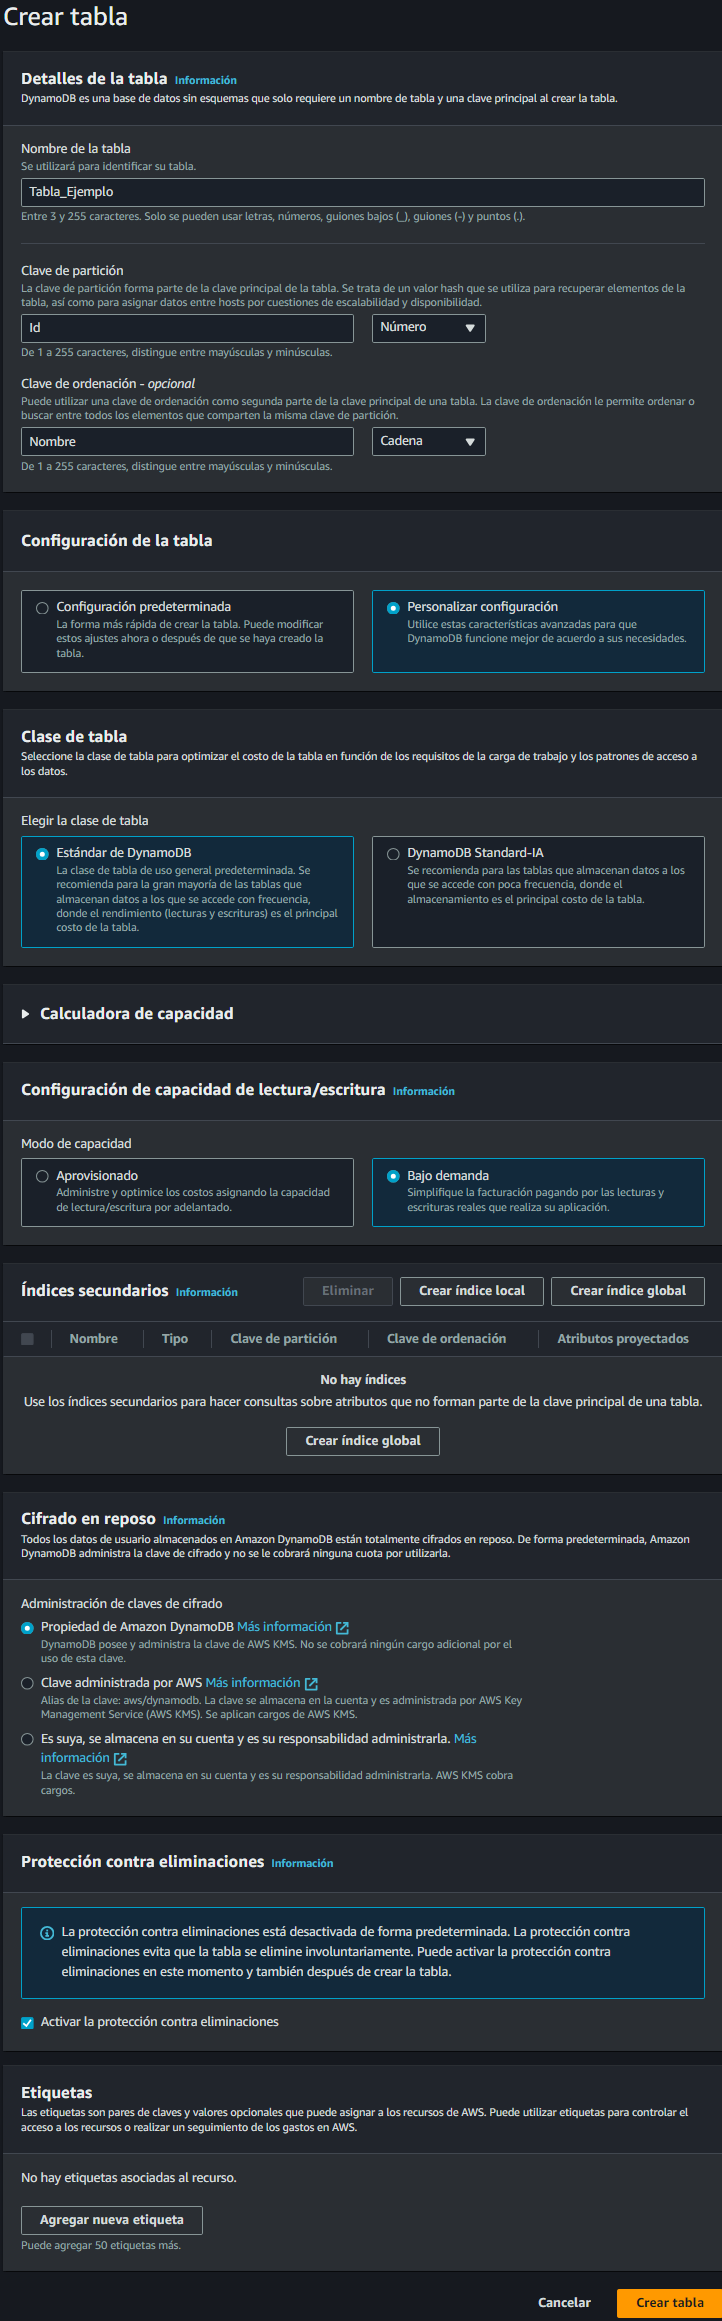 Crear tabla
Detalles de la tabla Información
DynamoDB es una base de datos sin esquemas que solo requiere un nombre de tabla y una clave principal al crear la tabla.
Nombre de la tabla
Se utilizará para identificar su tabla.
Tabla_Ejemplo
Entre 3 y 255 caracteres. Solo se pueden usar letras, números, guiones bajos (_), guiones (-) y puntos (.).
Clave de partición
La clave de partición forma parte de la clave principal de la tabla. Se trata de un valor hash que se utiliza para recuperar elementos de la
tabla, así como para asignar datos entre hosts por cuestiones de escalabilidad y disponibilidad.
Id Número
De 1 a 255 caracteres, distingue entre mayúsculas y minúsculas.
Clave de ordenación - opcional
Puede utilizar una clave de ordenación como segunda parte de la clave principal de una tabla. La clave de ordenación le permite ordenar o
buscar entre todos los elementos que comparten la misma clave de partición.
Nombre Cadena
De 1 a 255 caracteres, distingue entre mayúsculas y minúsculas.
Configuración de la tabla
Configuración predeterminada
La forma más rápida de crear la tabla. Puede modificar
estos ajustes ahora o después de que se haya creado la
tabla.
Personalizar configuración
Utilice estas características avanzadas para que
DynamoDB funcione mejor de acuerdo a sus necesidades.
Clase de tabla
Seleccione la clase de tabla para optimizar el costo de la tabla en función de los requisitos de la carga de trabajo y los patrones de acceso a
los datos.
Elegir la clase de tabla
Estándar de DynamoDB
La clase de tabla de uso general predeterminada. Se
recomienda para la gran mayoría de las tablas que
almacenan datos a los que se accede con frecuencia,
donde el rendimiento (lecturas y escrituras) es el principal
costo de la tabla.
DynamoDB Standard-IA
Se recomienda para las tablas que almacenan datos a los
que se accede con poca frecuencia, donde el
almacenamiento es el principal costo de la tabla.
Calculadora de capacidad
Configuración de capacidad de lectura/escritura Información
Modo de capacidad
Aprovisionado
Administre y optimice los costos asignando la capacidad
de lectura/escritura por adelantado.
Bajo demanda
Simplifique la facturación pagando por las lecturas y
escrituras reales que realiza su aplicación.
Índices secundarios Información Eliminar Crear índice local Crear índice global
Nombre Tipo Clave de partición Clave de ordenación Atributos proyectados
No hay índices
Use los índices secundarios para hacer consultas sobre atributos que no forman parte de la clave principal de una tabla.
Crear índice global
Cifrado en reposo Información
Todos los datos de usuario almacenados en Amazon DynamoDB están totalmente cifrados en reposo. De forma predeterminada, Amazon
DynamoDB administra la clave de cifrado y no se le cobrará ninguna cuota por utilizarla.
Administración de claves de cifrado
Propiedad de Amazon DynamoDB Más información
DynamoDB posee y administra la clave de AWS KMS. No se cobrará ningún cargo adicional por el
uso de esta clave.
Clave administrada por AWS Más información
Alias de la clave: aws/dynamodb. La clave se almacena en la cuenta y es administrada por AWS Key
Management Service (AWS KMS). Se aplican cargos de AWS KMS.
Es suya, se almacena en su cuenta y es su responsabilidad administrarla. Más
información
La clave es suya, se almacena en su cuenta y es su responsabilidad administrarla. AWS KMS cobra
cargos.
Protección contra eliminaciones Información
La protección contra eliminaciones está desactivada de forma predeterminada. La protección contra
eliminaciones evita que la tabla se elimine involuntariamente. Puede activar la protección contra
eliminaciones en este momento y también después de crear la tabla.
Activar la protección contra eliminaciones
Etiquetas
Las etiquetas son pares de claves y valores opcionales que puede asignar a los recursos de AWS. Puede utilizar etiquetas para controlar el
acceso a los recursos o realizar un seguimiento de los gastos en AWS.
No hay etiquetas asociadas al recurso.
Agregar nueva etiqueta
Puede agregar 50 etiquetas más.
Cancelar Crear tabla